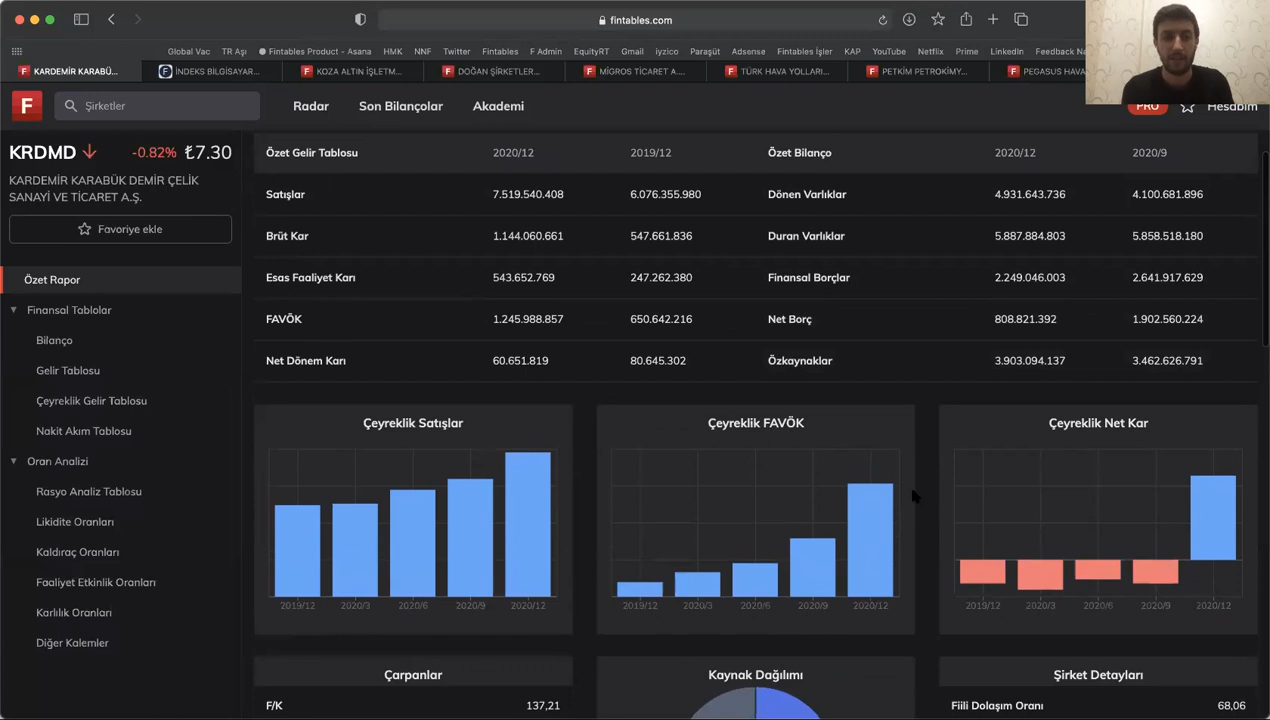 fintables.com
Global Vac TR Aşı Fintables Product - Asana HMK NNF Twitter Fintables F Admin EquityRT Gmail iyzico Paraşüt Adsense Fintables İşler KAP YouTube Netflix Prime Linkedin Feedback Na
F KARDEMİR KARABÜ... İNDEKS BİLGİSAYAR... F KOZA ALTIN İŞLETM... F DOĞAN ŞİRKETLER... F MİGROS TİCARET A.... F TÜRK HAVA YOLLARI... F PETKİM PETROKİMY... F PEGASUS HAVA
F Şirketler Radar Son Bilançolar Akademi PRO Hesabım
KRDMD -0.82% ₺7.30
KARDEMİR KARABÜK DEMİR ÇELİK
SANAYİ VE TİCARET A.Ş.
Favoriye ekle
Özet Rapor
Finansal Tablolar
Bilanço
Gelir Tablosu
Çeyreklik Gelir Tablosu
Nakit Akım Tablosu
Oran Analizi
Rasyo Analiz Tablosu
Likidite Oranları
Kaldıraç Oranları
Faaliyet Etkinlik Oranları
Karlılık Oranları
Diğer Kalemler
Özet Gelir Tablosu 2020/12 2019/12
Satışlar 7.519.540.408 6.076.355.980
Brüt Kar 1.144.060.661 547.661.836
Esas Faaliyet Karı 543.652.769 247.262.380
FAVÖK 1.245.988.857 650.642.216
Net Dönem Karı 60.651.819 80.645.302
Özet Bilanço 2020/12 2020/9
Dönen Varlıklar 4.931.643.736 4.100.681.896
Duran Varlıklar 5.887.884.803 5.858.518.180
Finansal Borçlar 2.249.046.003 2.641.917.629
Net Borç 808.821.392 1.902.560.224
Özkaynaklar 3.903.094.137 3.462.626.791
Çeyreklik Satışlar
2019/12 2020/3 2020/6 2020/9 2020/12
Çeyreklik FAVÖK
2019/12 2020/3 2020/6 2020/9 2020/12
Çeyreklik Net Kar
2019/12 2020/3 2020/6 2020/9 2020/12
Çarpanlar
F/K 137,21
Kaynak Dağılımı
Şirket Detayları
Fiili Dolaşım Oranı 68,06